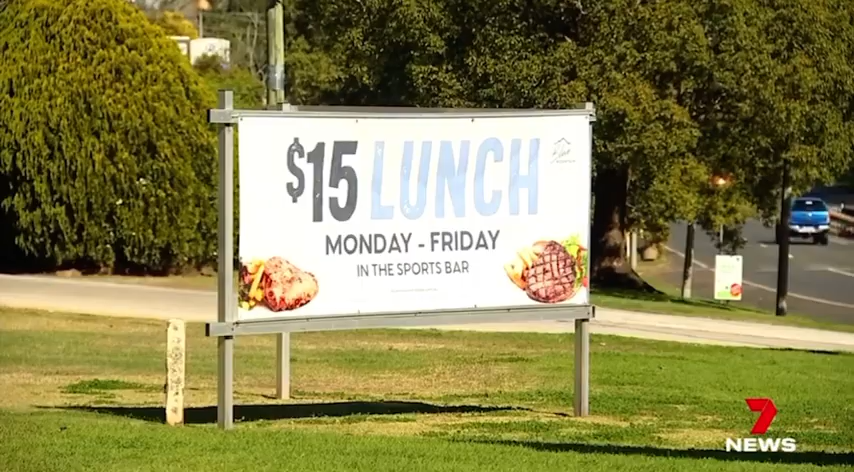 $15 LUNCH
MONDAY - FRIDAY
IN THE SPORTS BAR
7
NEWS